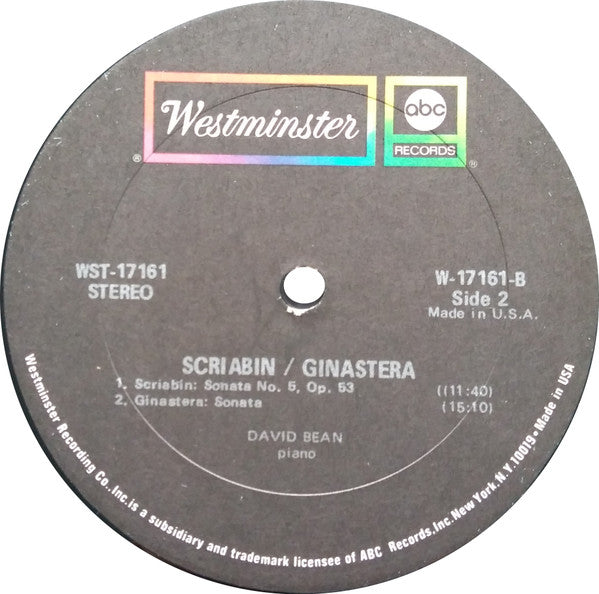 Westminster
abc
RECORDS
®
®
WST-17161
STEREO
W-17161-B
Side 2
Made in U.S.A.
SCRIABIN / GINASTERA
1. Scriabin: Sonata No. 5, Op. 53 ((11:40)
2. Ginastera: Sonata (15:10)
DAVID BEAN
piano
Westminster Recording Co., Inc. is a subsidiary and trademark licensee of ABC Records, Inc. New York, N.Y. 10019 • Made in USA